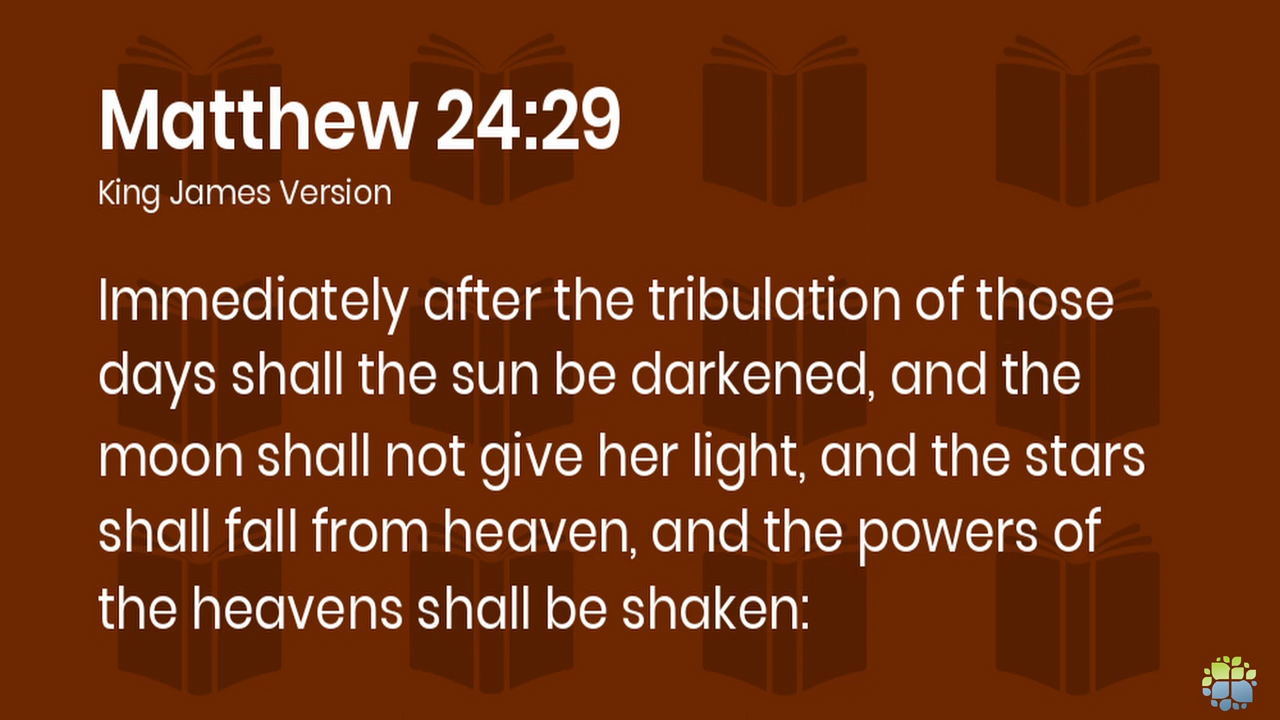 Matthew 24:29
King James Version
Immediately after the tribulation of those
days shall the sun be darkened, and the
moon shall not give her light, and the stars
shall fall from heaven, and the powers of
the heavens shall be shaken: